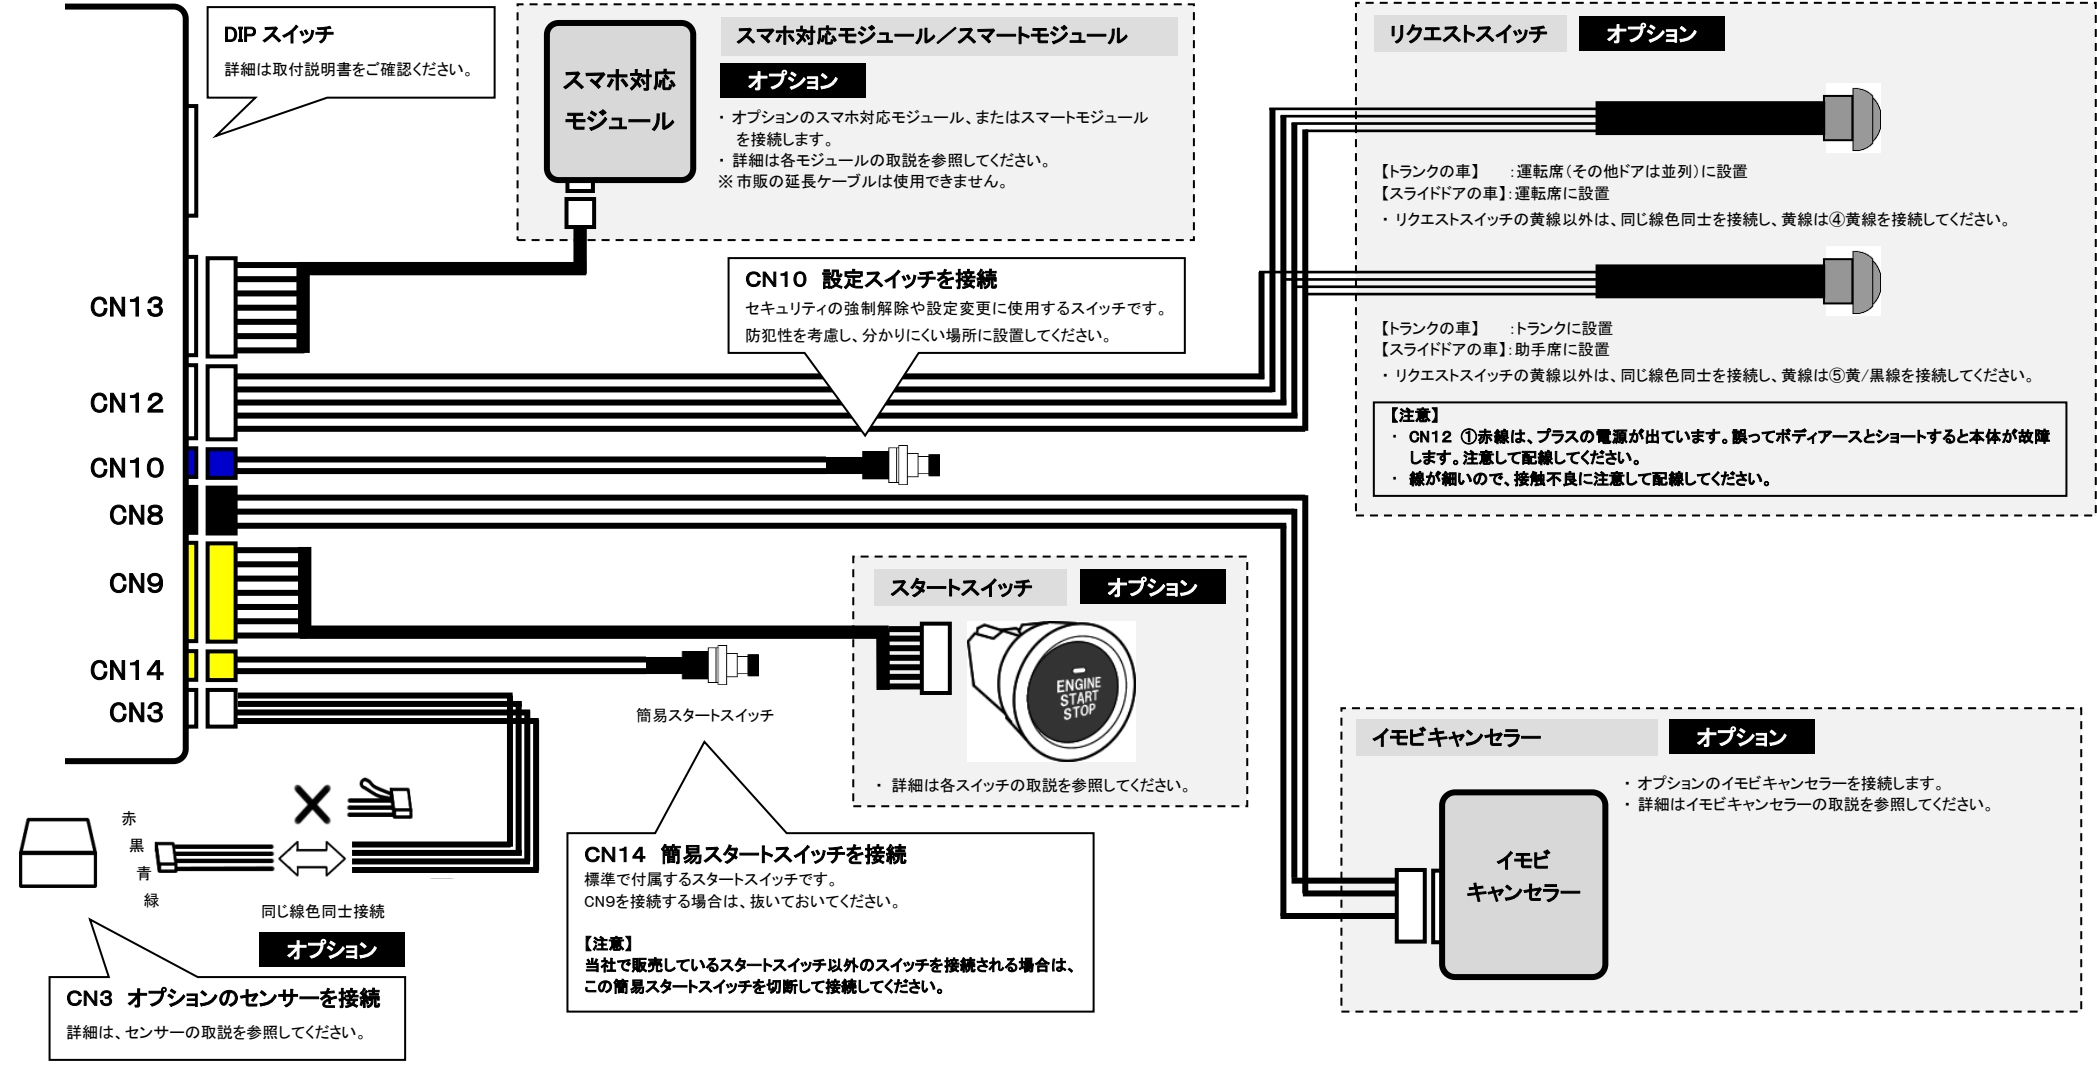 DIP スイッチ
詳細は取付説明書をご確認ください。
スマホ対応
モジュール
スマホ対応モジュール／スマートモジュール
オプション
・ オプションのスマホ対応モジュール、またはスマートモジュール
を接続します。
・ 詳細は各モジュールの取説を参照してください。
※ 市販の延長ケーブルは使用できません。
リクエストスイッチ
オプション
【トランクの車】　：運転席（その他ドアは並列）に設置
【スライドドアの車】：運転席に設置
・ リクエストスイッチの黄線以外は、同じ線色同士を接続し、黄線は④黄線を接続してください。
【トランクの車】　：トランクに設置
【スライドドアの車】：助手席に設置
・ リクエストスイッチの黄線以外は、同じ線色同士を接続し、黄線は⑤黄/黒線を接続してください。
【注意】
・ CN12 ①赤線は、プラスの電源が出ています。誤ってボディアースとショートすると本体が故障
します。注意して配線してください。
・ 線が細いので、接触不良に注意して配線してください。
CN10 設定スイッチを接続
セキュリティの強制解除や設定変更に使用するスイッチです。
防犯性を考慮し、分かりにくい場所に設置してください。
CN13
CN12
CN10
CN8
CN9
CN14
CN3
スタートスイッチ
オプション
ENGINE
START
STOP
・ 詳細は各スイッチの取説を参照してください。
簡易スタートスイッチ
CN14 簡易スタートスイッチを接続
標準で付属するスタートスイッチです。
CN9を接続する場合は、抜いておいてください。
【注意】
当社で販売しているスタートスイッチ以外のスイッチを接続される場合は、
この簡易スタートスイッチを切断して接続してください。
イモビキャンセラー
オプション
・ オプションのイモビキャンセラーを接続します。
・ 詳細はイモビキャンセラーの取説を参照してください。
イモビ
キャンセラー
赤
黒
青
緑
同じ線色同士接続
オプション
CN3 オプションのセンサーを接続
詳細は、センサーの取説を参照してください。